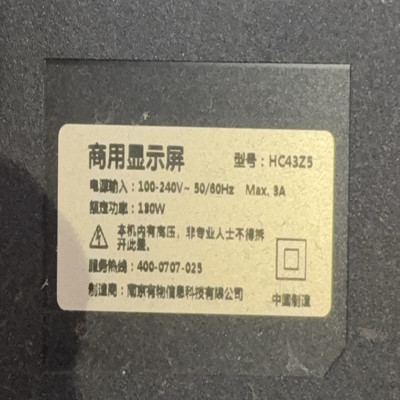 商用显示屏 型号：HC43Z5
电源输入：100-240V~ 50/60Hz Max. 3A
额定功率：180W
本机内有高压，非专业人士不得拆
开此盖。
服务热线：400-0707-025
制造商：南京有物信息科技有限公司
中国制造